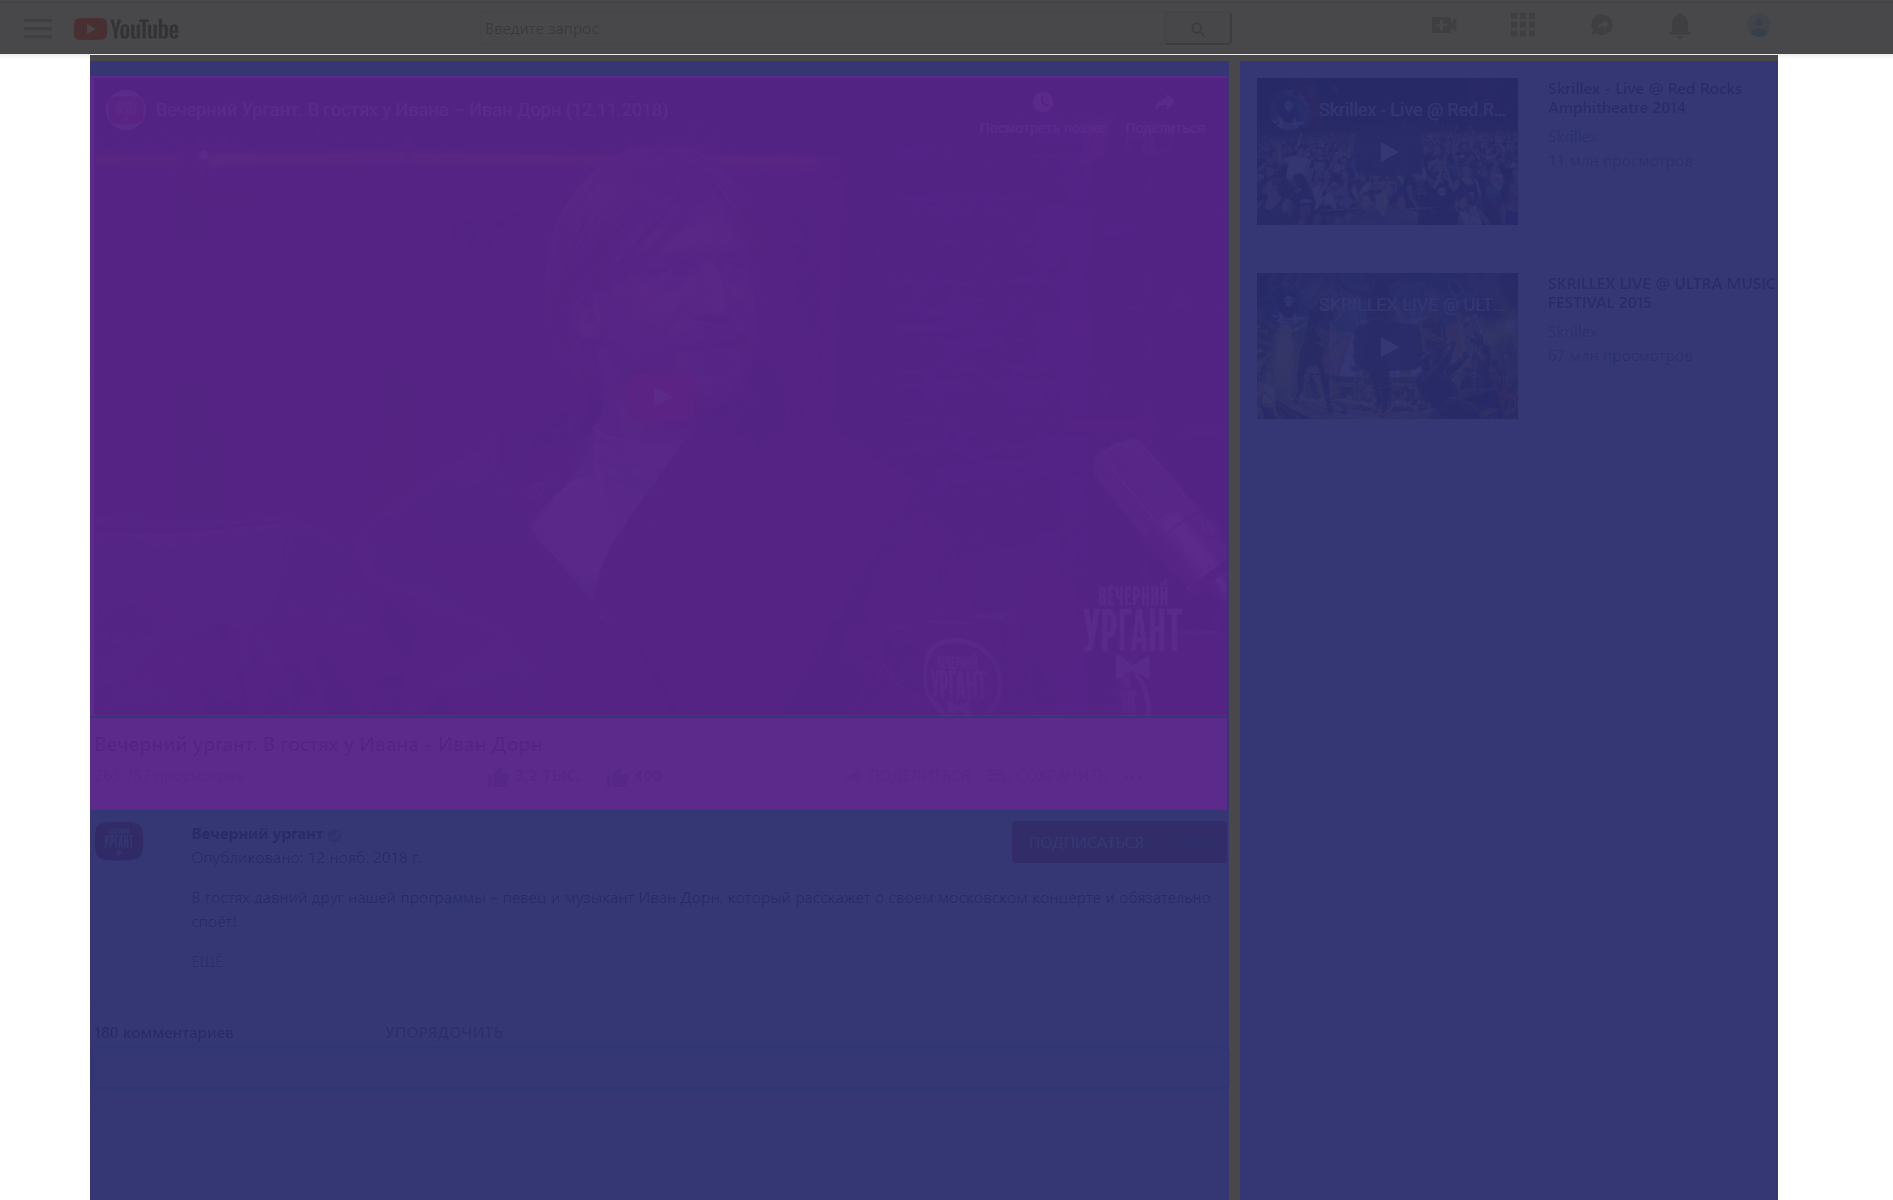 YouTube
Введите запрос
Вечерний Ургант. В гостях у Ивана – Иван Дорн (12.11.2018)
Посмотреть позже
Поделиться
ВЕЧЕРНИЙ
УРГАНТ
ВЕЧЕРНИЙ
УРГАНТ
Вечерний ургант. В гостях у Ивана - Иван Дорн
3,2 ТЫС.
400
ПОДЕЛИТЬСЯ
СОХРАНИТЬ
УРГАНТ
Вечерний ургант
Опубликовано: 12 нояб. 2018 г.
ПОДПИСАТЬСЯ
В гостях давний друг нашей программы – певец и музыкант Иван Дорн, который расскажет о своем московском концерте и обязательно
споёт!
ЕЩЁ
180 комментариев
УПОРЯДОЧИТЬ
Skrillex - Live @ Red R...
Skrillex - Live @ Red Rocks
Amphitheatre 2014
Skrillex
11 млн просмотров
SKRILLEX LIVE @ ULT...
SKRILLEX LIVE @ ULTRA MUSIC
FESTIVAL 2015
Skrillex
67 млн просмотров